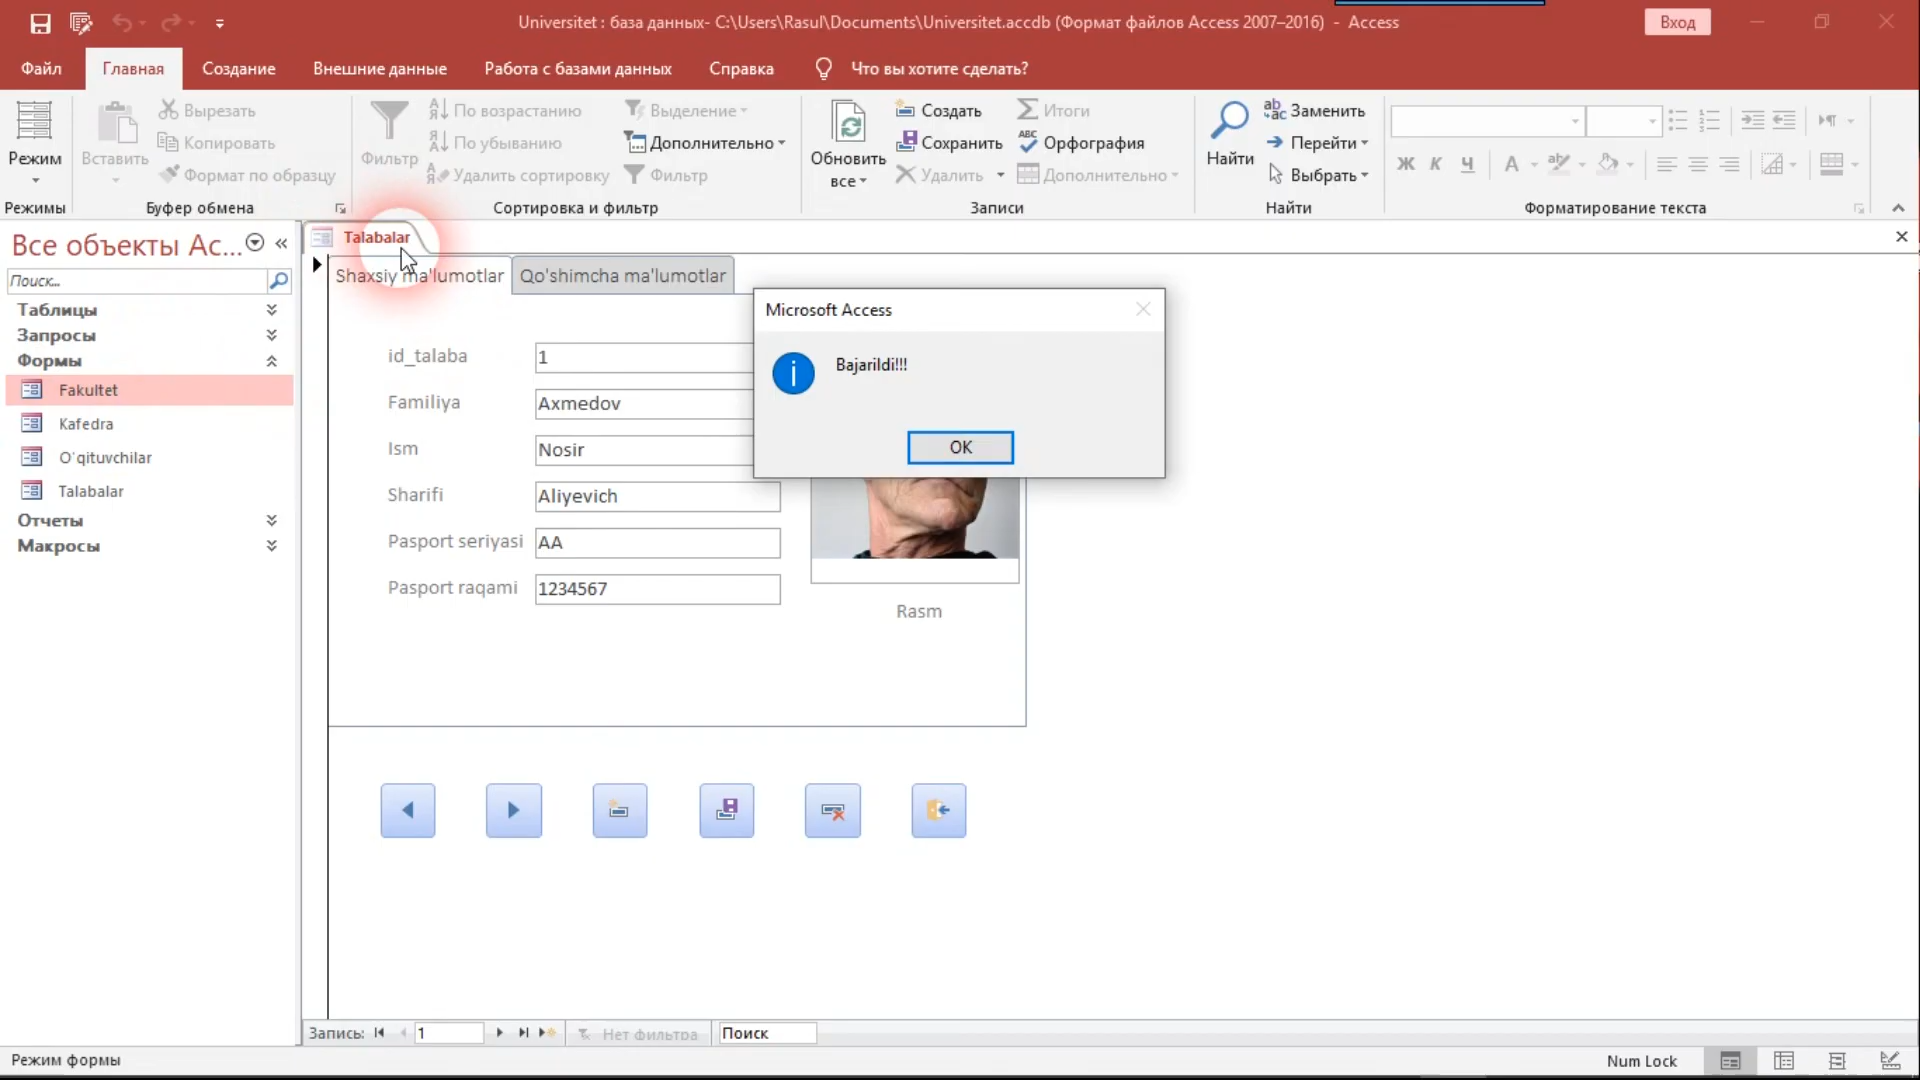 Universitet : база данных- C:\Users\Rasul\Documents\Universitet.accdb (Формат файлов Access 2007–2016) - Access
Вход
Файл
Главная
Создание
Внешние данные
Работа с базами данных
Справка
Что вы хотите сделать?
Режим
Режимы
Вставить
Вырезать
Копировать
Формат по образцу
Буфер обмена
Фильтр
По возрастанию
По убыванию
Удалить сортировку
Выделение
Дополнительно
Фильтр
Сортировка и фильтр
Обновить
все
Создать
Сохранить
Удалить
Итоги
Орфография
Дополнительно
Записи
Найти
Заменить
Перейти
Выбрать
Найти
Ж К Ч
Форматирование текста
Все объекты Ac...
Поиск...
Таблицы
Запросы
Формы
Fakultet
Kafedra
O`qituvchilar
Talabalar
Отчеты
Макросы
Talabalar
Shaxsiy ma'lumotlar
Qo'shimcha ma'lumotlar
id_talaba
1
Familiya
Axmedov
Ism
Nosir
Sharifi
Aliyevich
Pasport seriyasi
AA
Pasport raqami
1234567
Rasm
Microsoft Access
Bajarildi!!!
OK
Запись:
1
Нет фильтра
Поиск
Режим формы
Num Lock